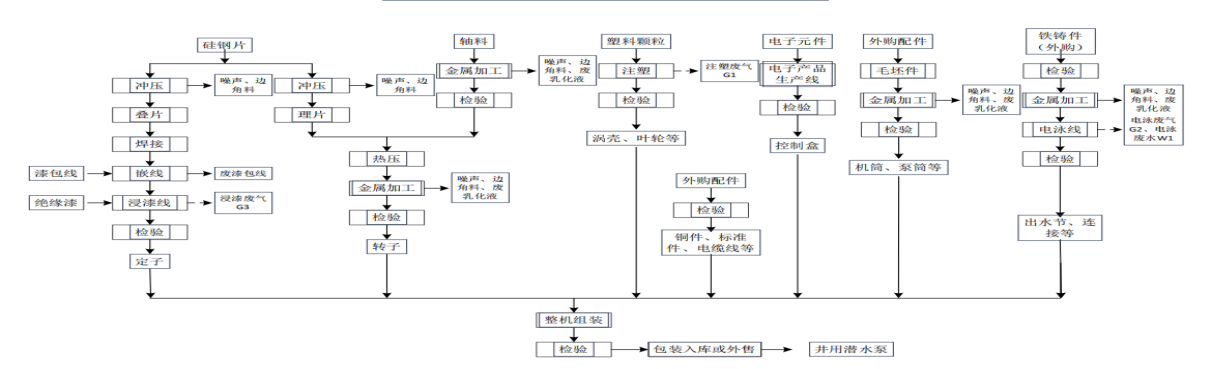 硅钢片
轴料
塑料颗粒
电子元件
外购配件
铁铸件
（外购）
冲压
噪声、边
角料
冲压
噪声、边
角料
金属加工
噪声、边
角料、废
乳化液
注塑
注塑废气
G1
电子产品
生产线
毛坯件
检验
叠片
理片
检验
检验
检验
金属加工
噪声、边
角料、废
乳化液
金属加工
噪声、边
角料、废
乳化液
焊接
涡壳、叶轮等
控制盒
检验
电泳线
电泳废气
G2、电泳
废水W1
热压
检验
漆包线
嵌线
废漆包线
机筒、泵筒等
绝缘漆
浸漆线
浸漆废气
G3
金属加工
噪声、边
角料、废
乳化液
外购配件
检验
检验
检验
铜件、标准
件、电缆线等
出水节、连
接等
定子
转子
整机组装
检验
包装入库或外售
井用潜水泵